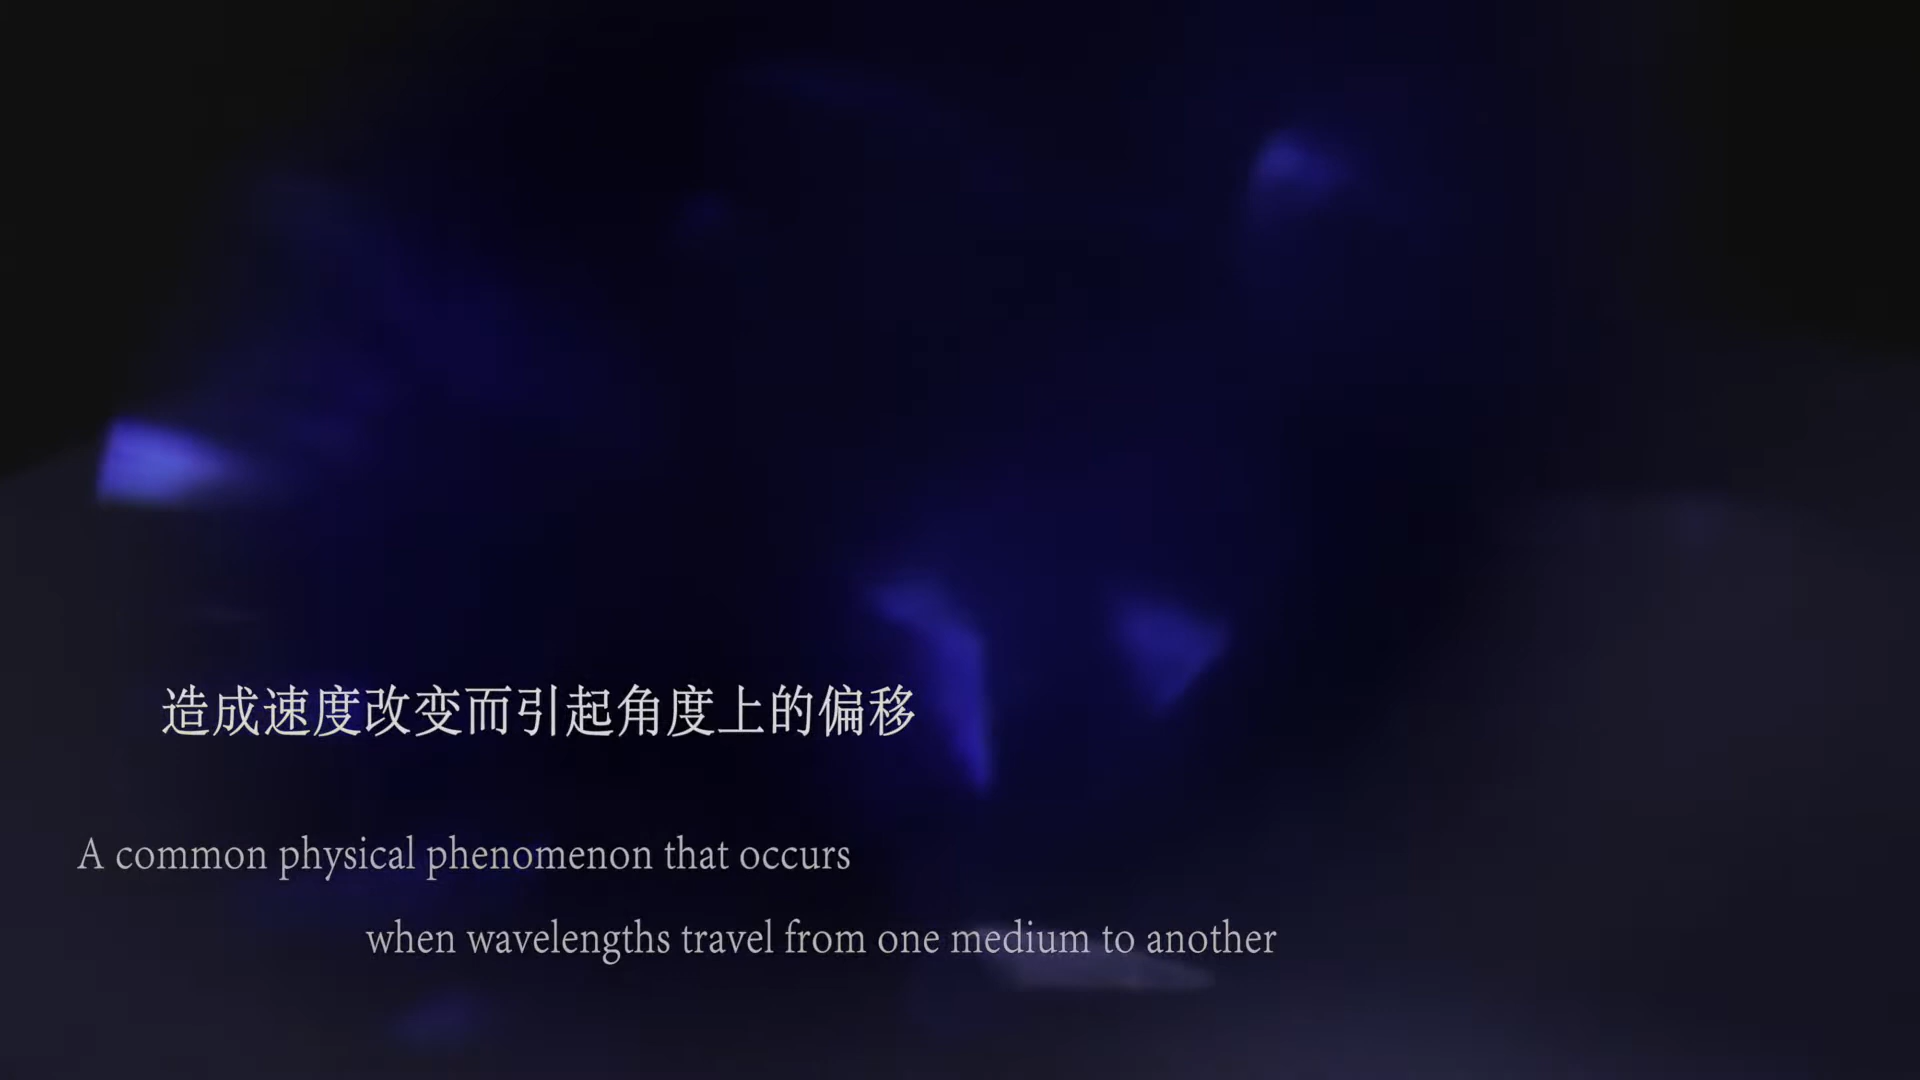 造成速度改变而引起角度上的偏移
A common physical phenomenon that occurs
when wavelengths travel from one medium to another